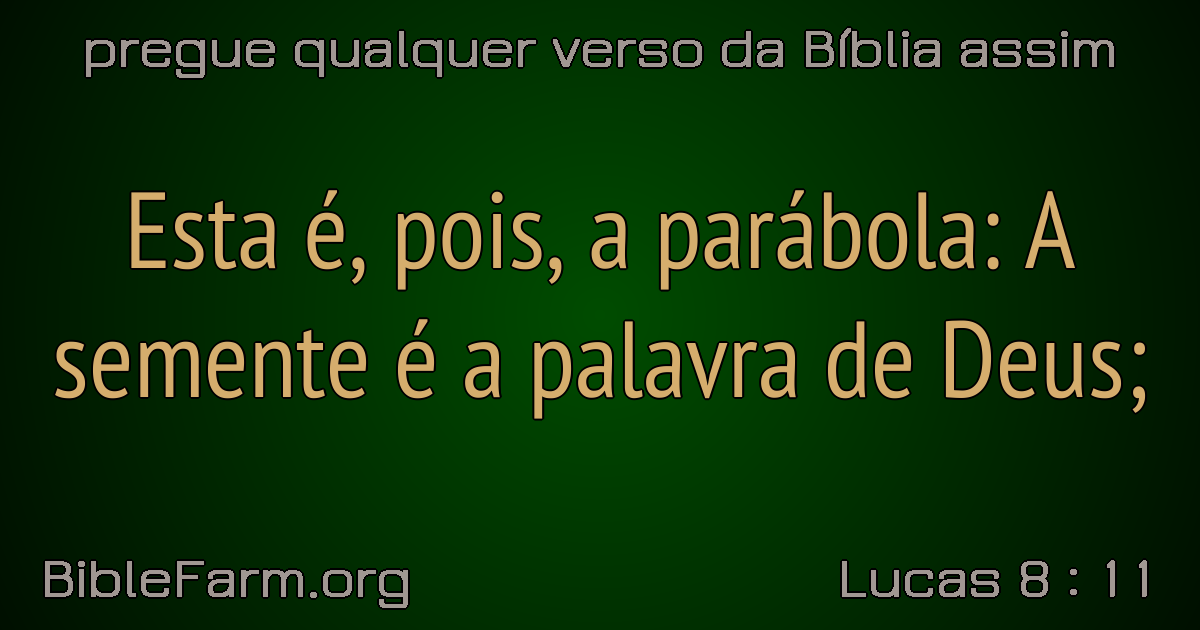 pregue qualquer verso da Bíblia assim
Esta é, pois, a parábola: A
semente é a palavra de Deus;
BibleFarm.org
Lucas 8 : 11